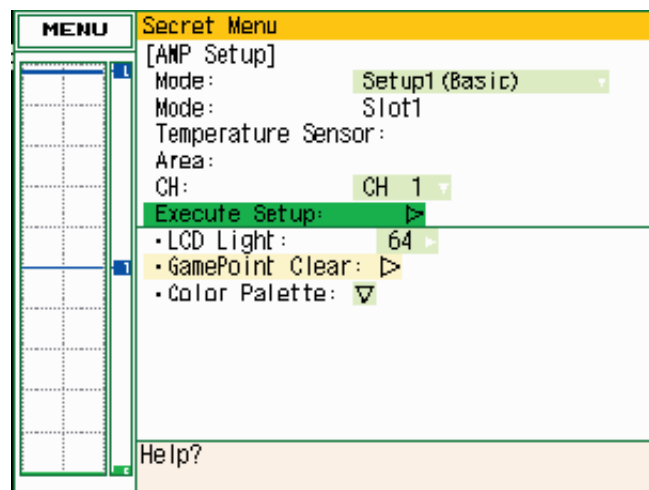 MENU
Secret Menu
[AMP Setup]
Mode: Setup1(Basic)
Mode: Slot1
Temperature Sensor:
Area:
CH: CH 1
Execute Setup:
・LCD Light: 64
・GamePoint Clear:
・Color Palette:
Help?